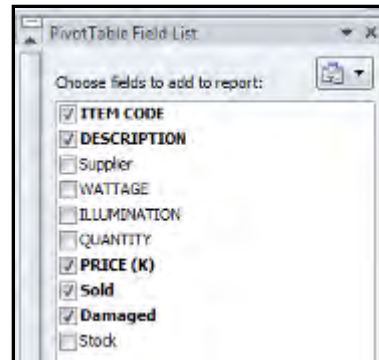 PivotTable Field List
Choose fields to add to report:
ITEM CODE
DESCRIPTION
Supplier
WATTAGE
ILLUMINATION
QUANTITY
PRICE (K)
Sold
Damaged
Stock